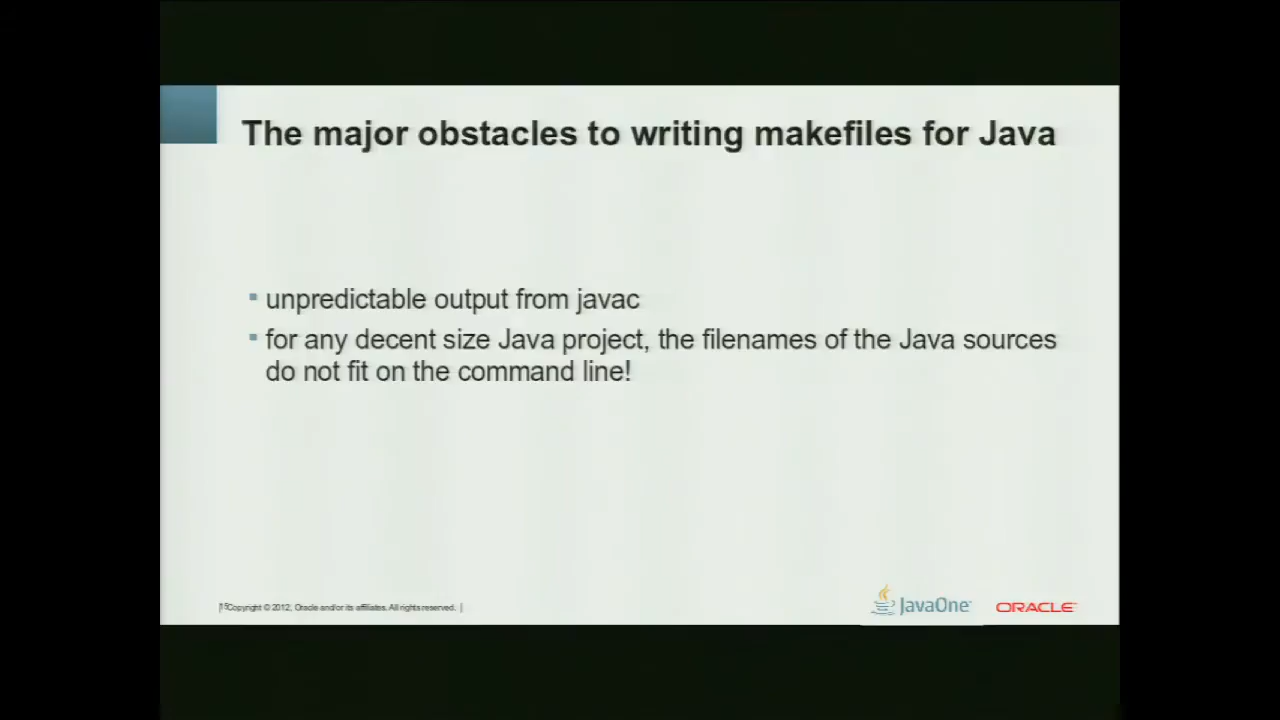 The major obstacles to writing makefiles for Java
▪ unpredictable output from javac
▪ for any decent size Java project, the filenames of the Java sources
do not fit on the command line!
15 Copyright © 2012, Oracle and/or its affiliates. All rights reserved.
JavaOne
ORACLE